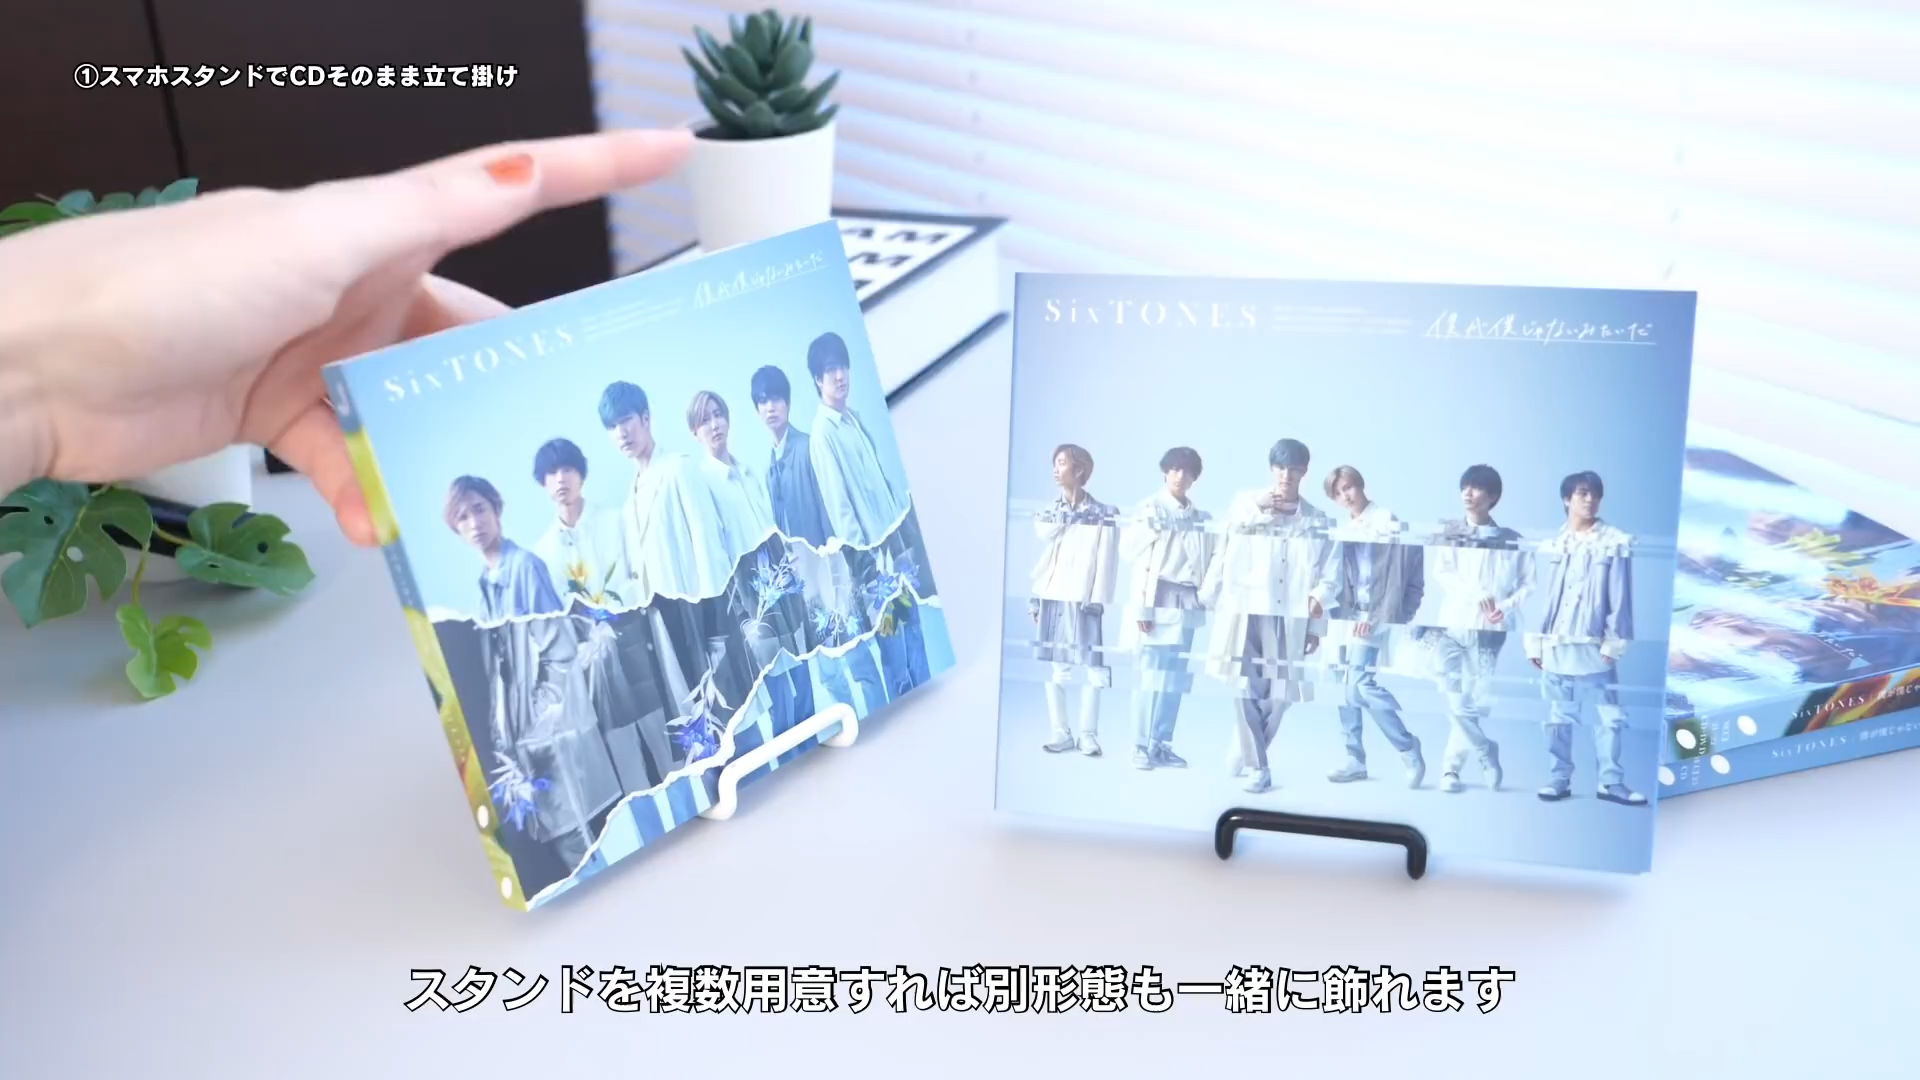 ①スマホスタンドでCDそのまま立て掛け
SixTONES
僕が僕じゃないみたいだ
SixTONES
僕が僕じゃないみたいだ
SixTONES
SixTONES
スタンドを複数用意すれば別形態も一緒に飾れます